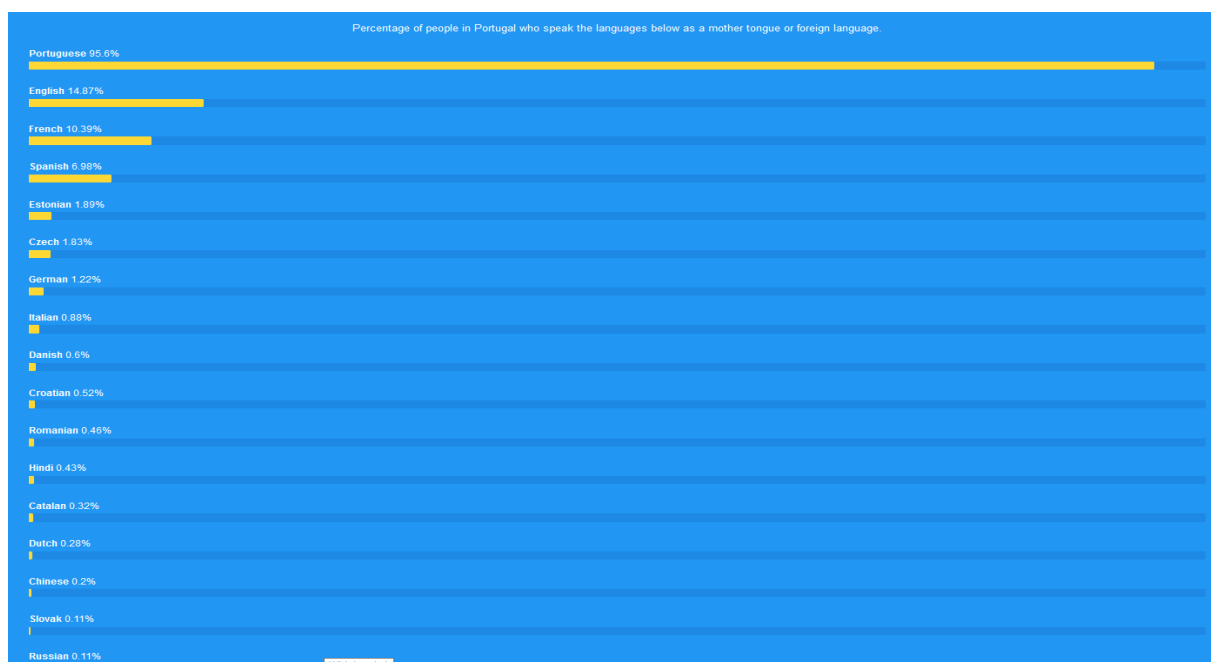 Percentage of people in Portugal who speak the languages below as a mother tongue or foreign language.
Portuguese 95.6%
English 14.87%
French 10.39%
Spanish 6.98%
Estonian 1.89%
Czech 1.83%
German 1.22%
Italian 0.88%
Danish 0.6%
Croatian 0.52%
Romanian 0.46%
Hindi 0.43%
Catalan 0.32%
Dutch 0.28%
Chinese 0.2%
Slovak 0.11%
Russian 0.11%